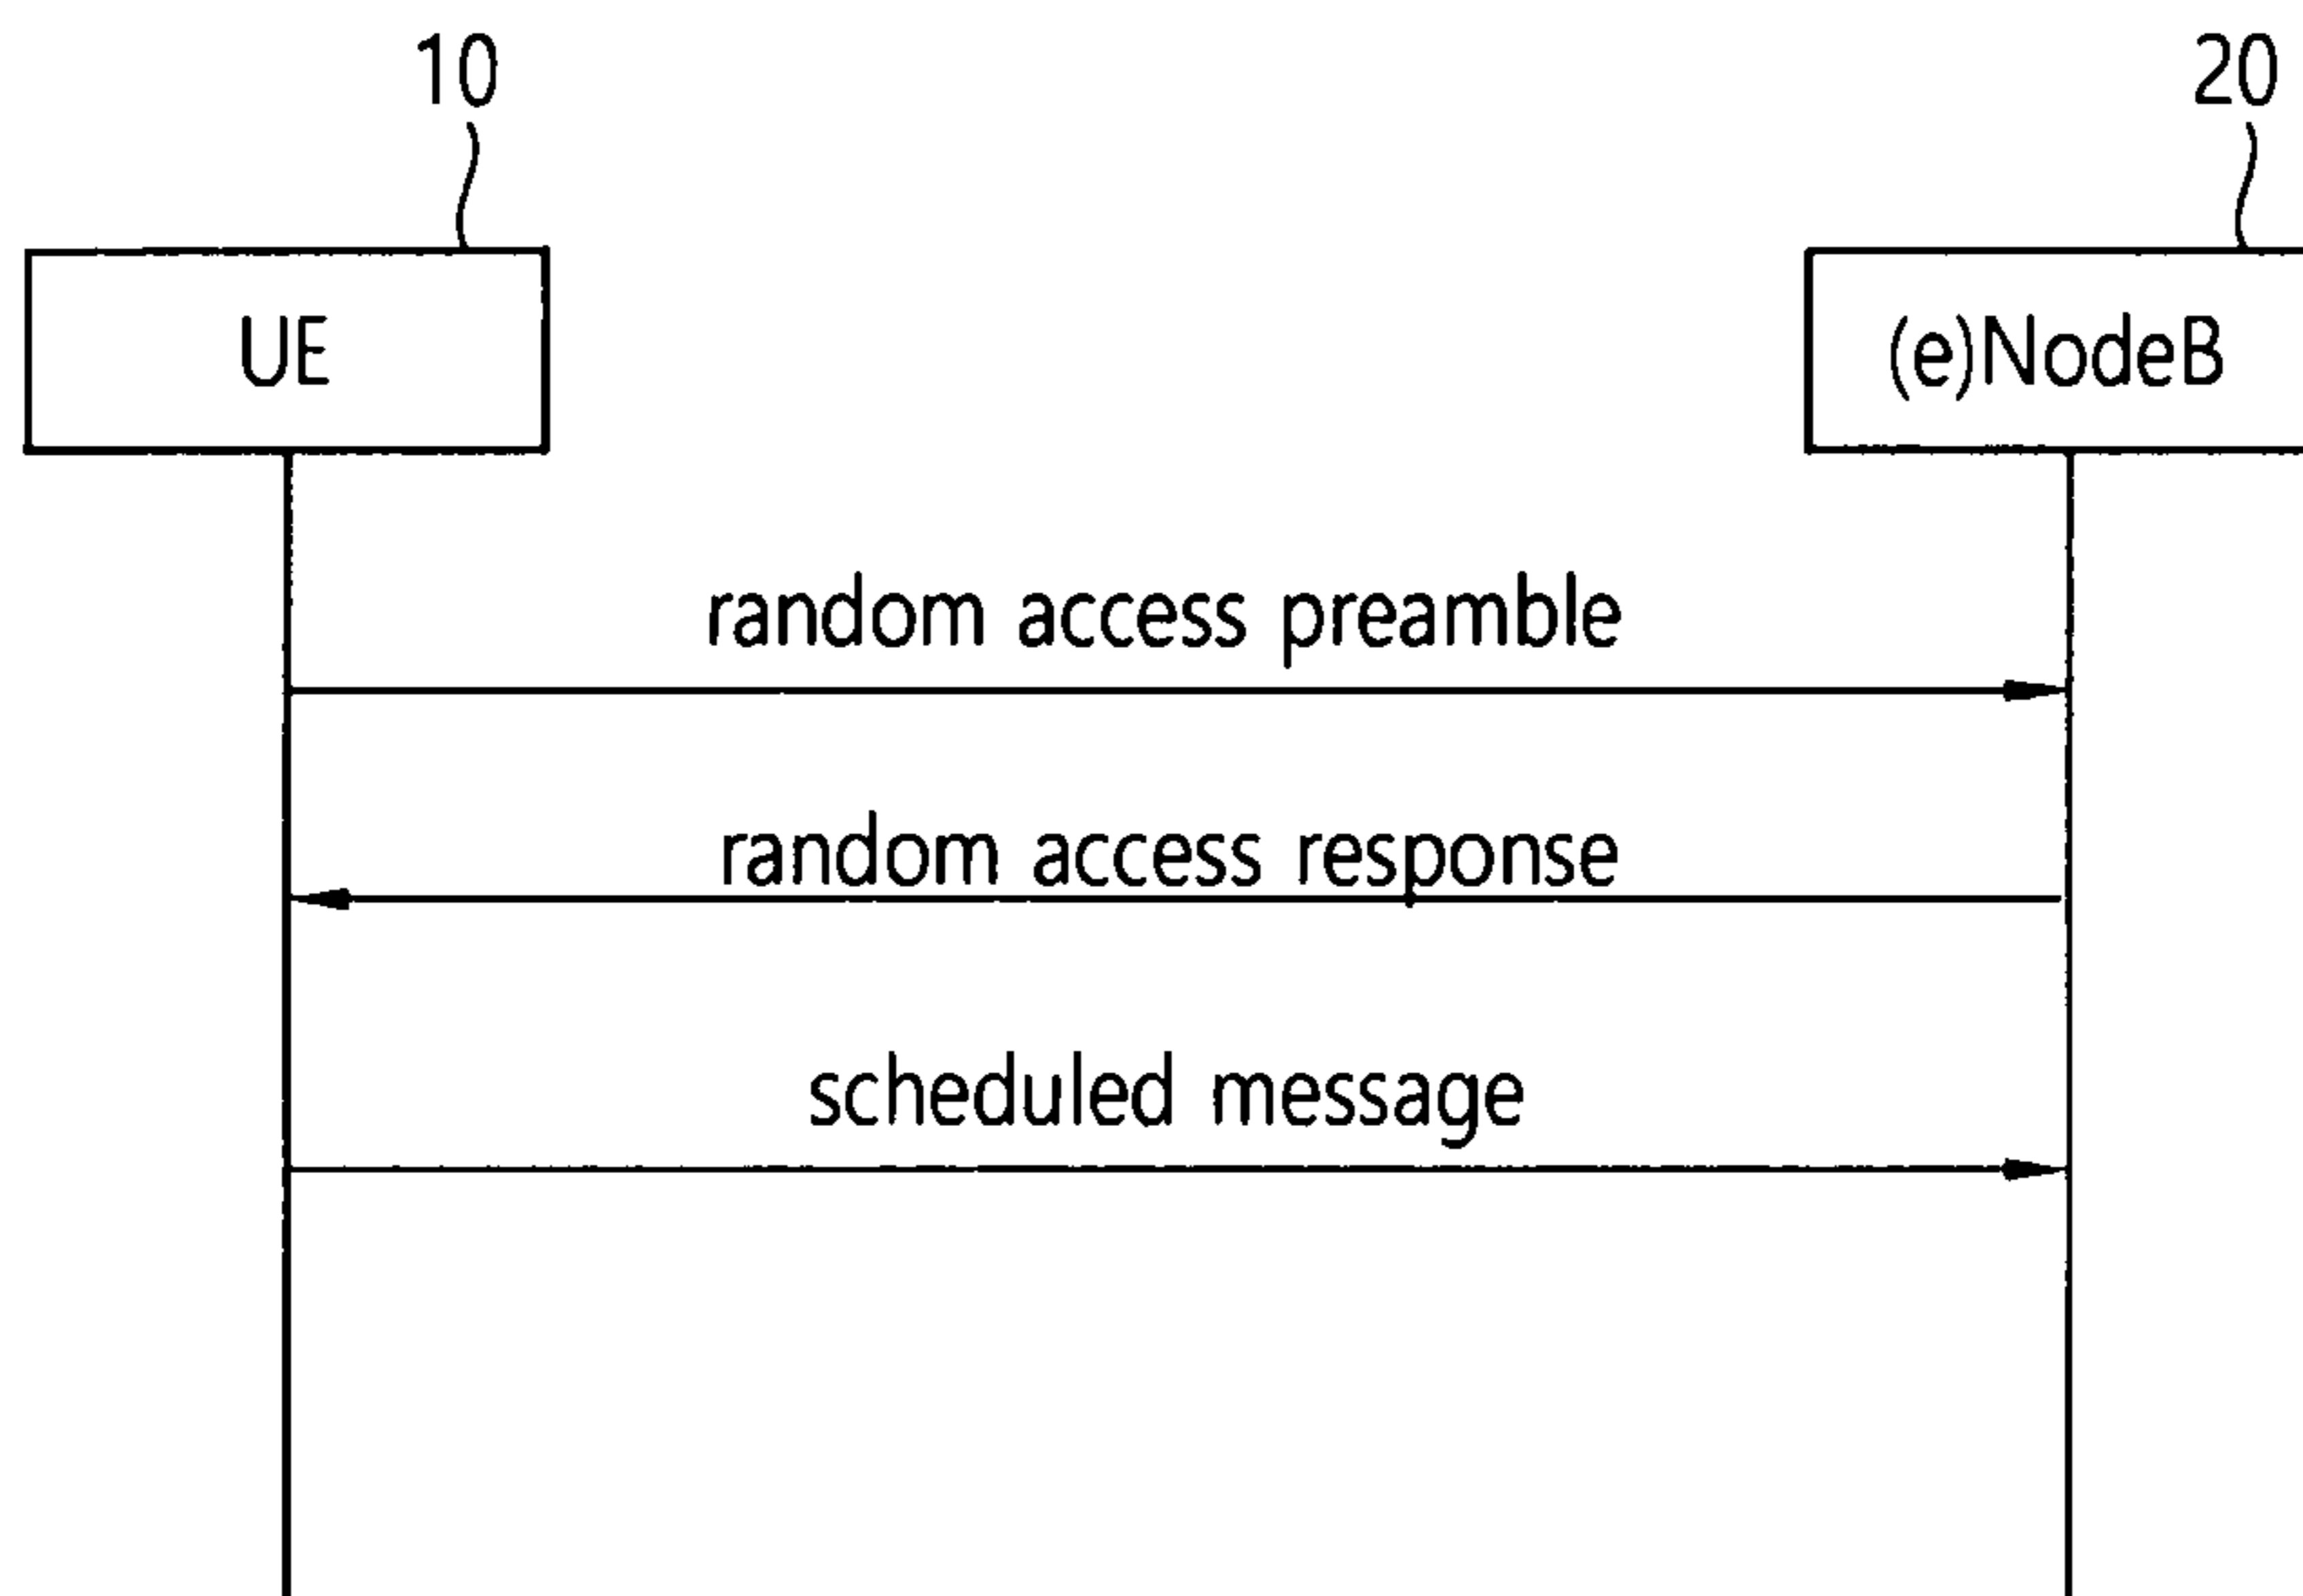 10
20
UE
(e)NodeB
random access preamble
random access response
scheduled message